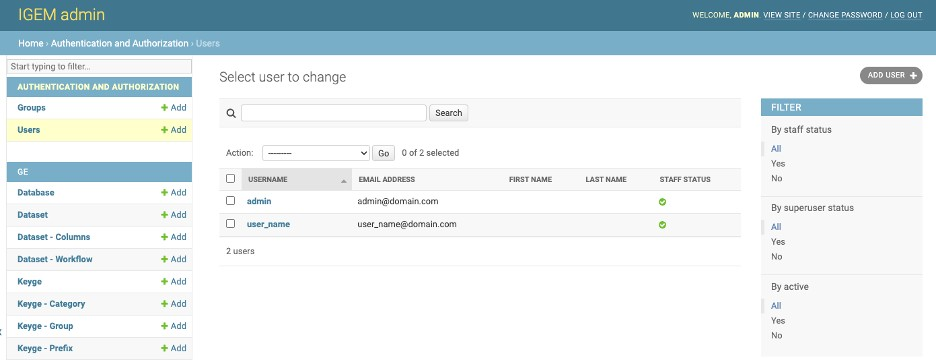 IGEM admin
WELCOME, ADMIN VIEW SITE / CHANGE PASSWORD / LOG OUT
Home › Authentication and Authorization › Users
Start typing to filter...
AUTHENTICATION AND AUTHORIZATION
Groups + Add
Users + Add
GE
Database + Add
Dataset + Add
Dataset - Columns + Add
Dataset - Workflow + Add
Keyge + Add
Keyge - Category + Add
Keyge - Group + Add
Keyge - Prefix + Add
Select user to change
ADD USER +
Search
Action: --------- Go 0 of 2 selected
USERNAME EMAIL ADDRESS FIRST NAME LAST NAME STAFF STATUS
admin admin@domain.com
user_name user_name@domain.com
2 users
FILTER
By staff status
All
Yes
No
By superuser status
All
Yes
No
By active
All
Yes
No